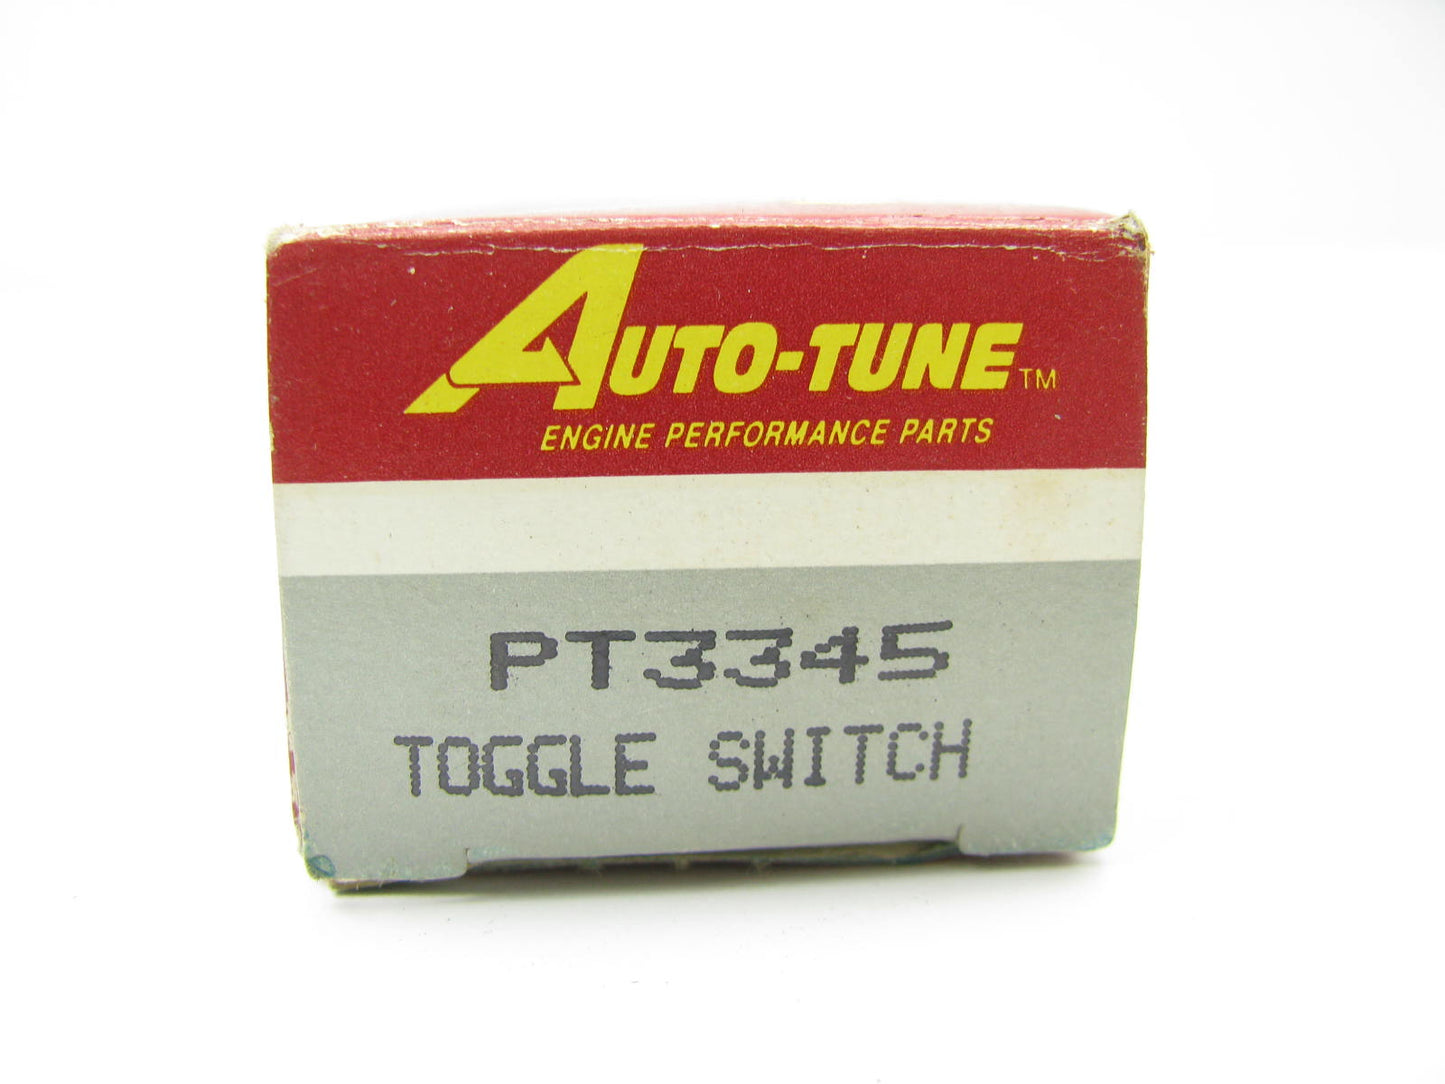 AUTO-TUNE™
ENGINE PERFORMANCE PARTS
PT3345
TOGGLE SWITCH